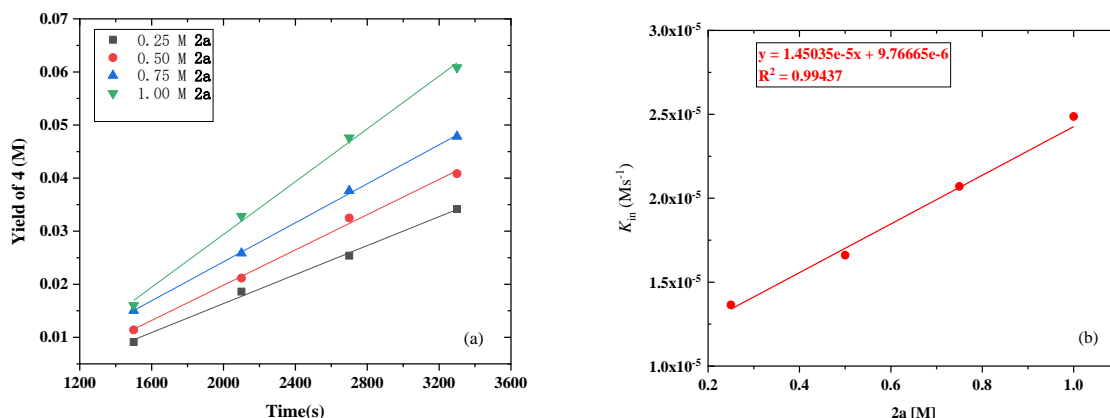 0.07
0.06
0.05
0.04
0.03
0.02
0.01
Yield of 4 (M)
0.25 M 2a
0.50 M 2a
0.75 M 2a
1.00 M 2a
(a)
1200 1600 2000 2400 2800 3200 3600
Time(s)
3.0x10⁻⁵
2.5x10⁻⁵
2.0x10⁻⁵
1.5x10⁻⁵
1.0x10⁻⁵
K_in (Ms⁻¹)
y = 1.45035e-5x + 9.76665e-6
R² = 0.99437
(b)
0.2 0.4 0.6 0.8 1.0
2a [M]